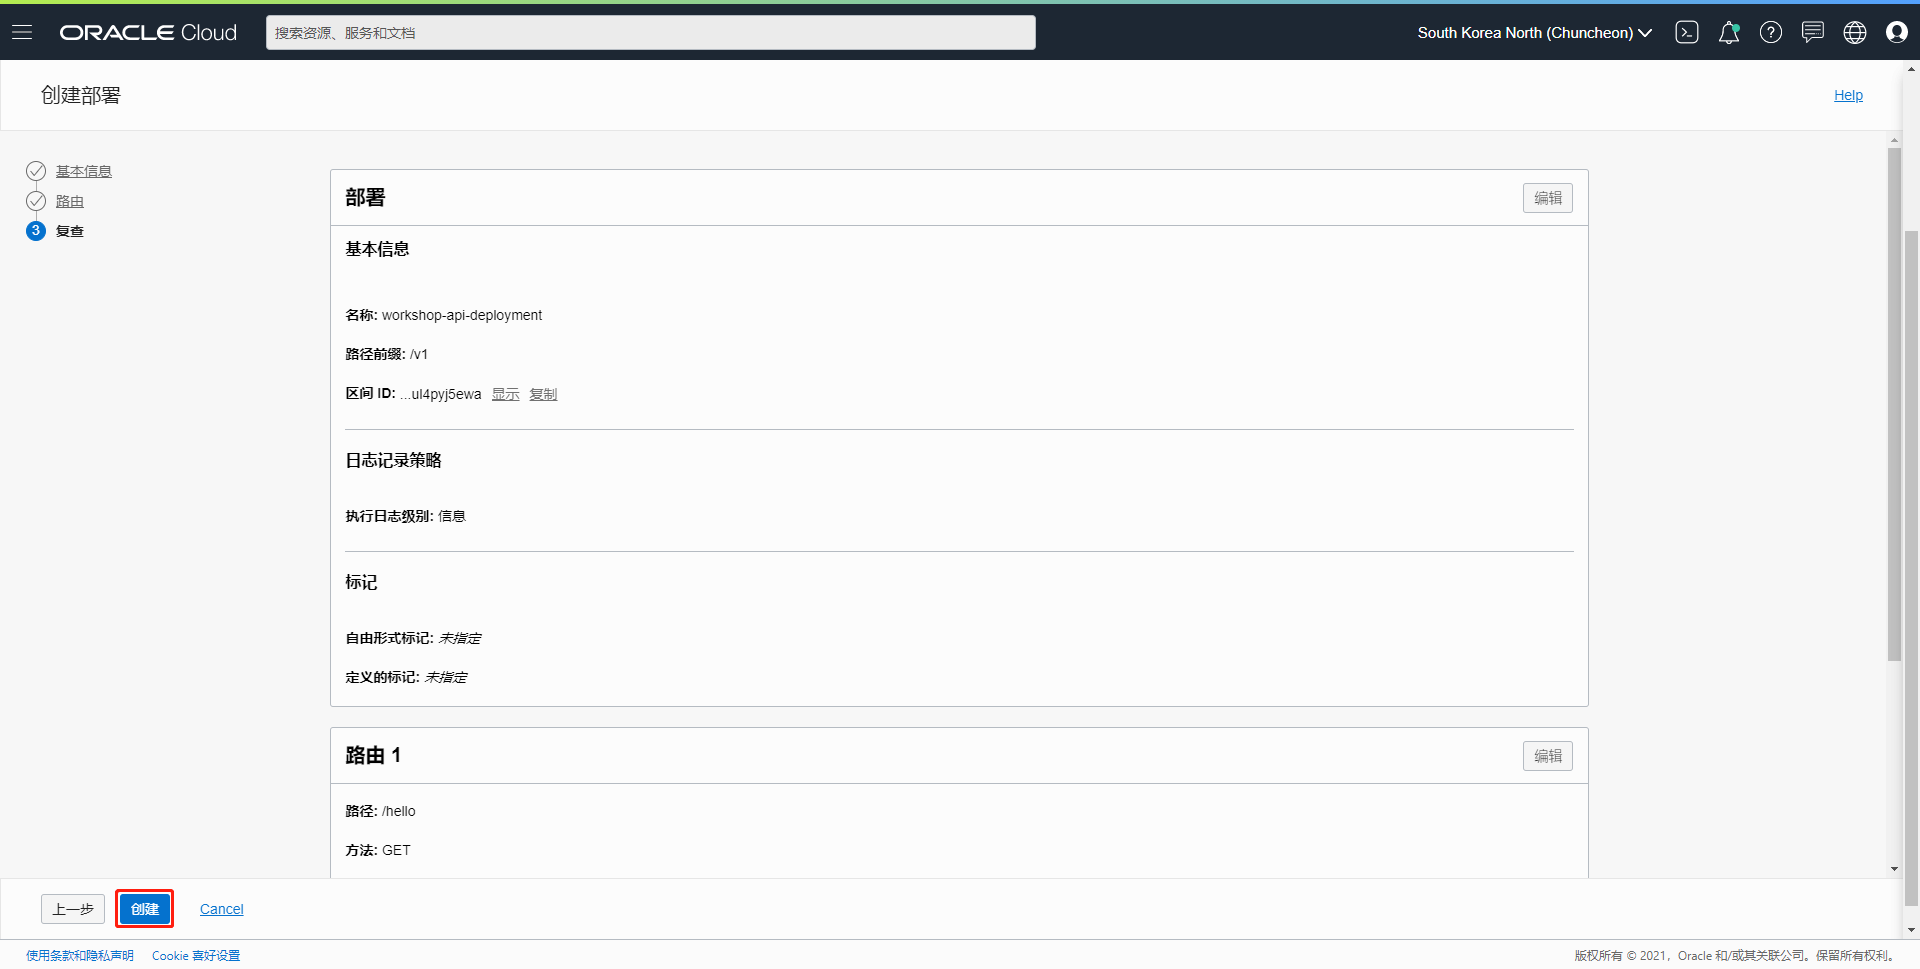 ORACLE Cloud
搜索资源、服务和文档
South Korea North (Chuncheon)
创建部署
Help
基本信息
路由
3 复查
部署
编辑
基本信息
名称: workshop-api-deployment
路径前缀: /v1
区间 ID: ...ul4pyj5ewa 显示 复制
日志记录策略
执行日志级别: 信息
标记
自由形式标记: 未指定
定义的标记: 未指定
路由 1
编辑
路径: /hello
方法: GET
上一步
创建
Cancel
使用条款和隐私声明 Cookie 喜好设置
版权所有 © 2021，Oracle 和/或其关联公司。保留所有权利。